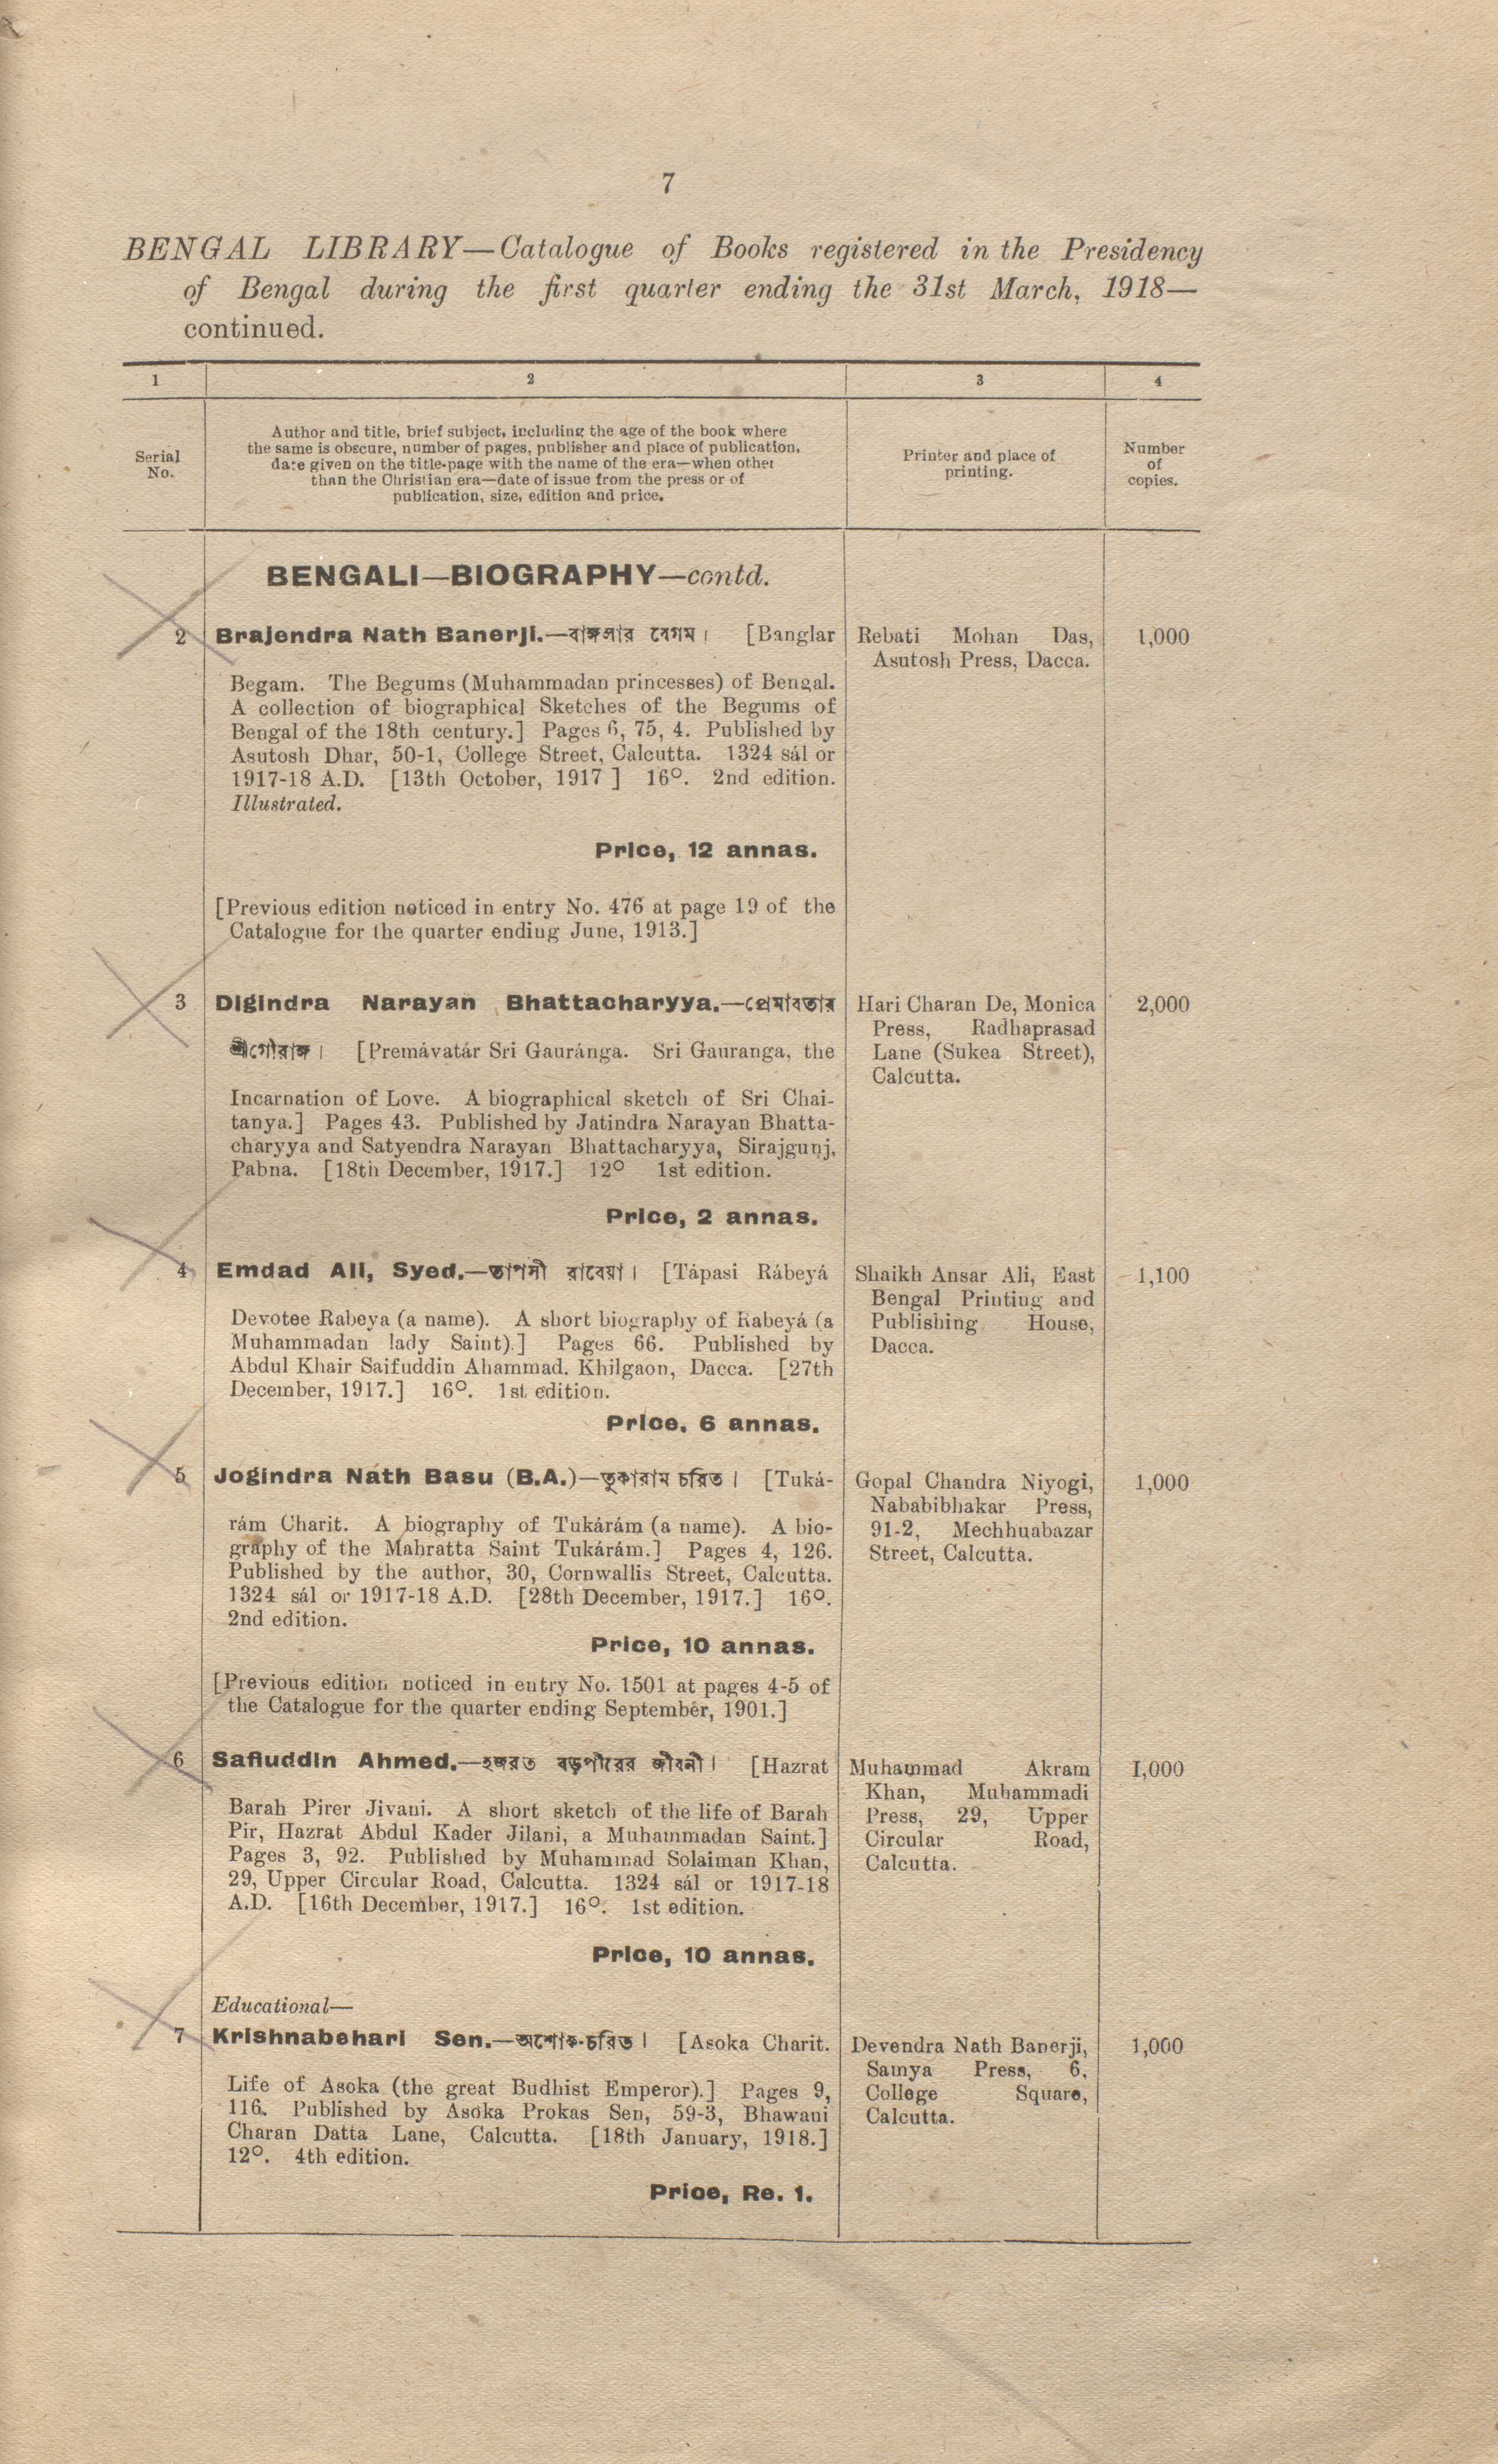 7
BENGAL LIBRARY—Catalogue of Books registered in the Presidency
of Bengal during the first quarter ending the 31st March, 1918—
continued.
1
2
3
4
Serial
No.
Author and title, brief subject, including the age of the book where
the same is obscure, number of pages, publisher and place of publication,
date given on the title-page with the name of the era—when other
than the Christian era—date of issue from the press or of
publication, size, edition and price.
Printer and place of
printing.
Number
of
copies.
BENGALI—BIOGRAPHY—contd.
2
Brajendra Nath Banerji.—বাঙ্গলার বেগম। [Banglar
Begam. The Begums (Muhammadan princesses) of Bengal.
A collection of biographical Sketches of the Begums of
Bengal of the 18th century.] Pages 6, 75, 4. Published by
Asutosh Dhar, 50-1, College Street, Calcutta. 1324 sál or
1917-18 A.D. [13th October, 1917 ] 16º. 2nd edition.
Illustrated.
Price, 12 annas.
[Previous edition noticed in entry No. 476 at page 19 of the
Catalogue for the quarter ending June, 1913.]
Rebati Mohan Das,
Asutosh Press, Dacca.
1,000
3
Digindra Narayan Bhattacharyya.—প্রেমাবতার
শ্রীগৌরাঙ্গ। [Premávatár Sri Gauránga. Sri Gauranga, the
Incarnation of Love. A biographical sketch of Sri Chai-
tanya.] Pages 43. Published by Jatindra Narayan Bhatta-
charyya and Satyendra Narayan Bhattacharyya, Sirajgunj,
Pabna. [18th December, 1917.] 12º 1st edition.
Price, 2 annas.
Hari Charan De, Monica
Press, Radhaprasad
Lane (Sukea Street),
Calcutta.
2,000
4
Emdad Ali, Syed.—তাপসী রাবেয়া। [Tápasi Rábeyá
Devotee Rabeya (a name). A short biography of Rabeyá (a
Muhammadan lady Saint).] Pages 66. Published by
Abdul Khair Saifuddin Ahammad. Khilgaon, Dacca. [27th
December, 1917.] 16º. 1st edition.
Price, 6 annas.
Shaikh Ansar Ali, East
Bengal Printing and
Publishing House,
Dacca.
1,100
5
Jogindra Nath Basu (B.A.)—তুকারাম চরিত। [Tuká-
rám Charit. A biography of Tukárám (a name). A bio-
graphy of the Mahratta Saint Tukárám.] Pages 4, 126.
Published by the author, 30, Cornwallis Street, Calcutta.
1324 sál or 1917-18 A.D. [28th December, 1917.] 16º.
2nd edition.
Price, 10 annas.
[Previous edition noticed in entry No. 1501 at pages 4-5 of
the Catalogue for the quarter ending September, 1901.]
Gopal Chandra Niyogi,
Nababibhakar Press,
91-2, Mechhuabazar
Street, Calcutta.
1,000
6
Safiuddin Ahmed.—হজরত বড়পীরের জীবনী। [Hazrat
Barah Pirer Jivani. A short sketch of the life of Barah
Pir, Hazrat Abdul Kader Jilani, a Muhammadan Saint.]
Pages 3, 92. Published by Muhammad Solaiman Khan,
29, Upper Circular Road, Calcutta. 1324 sál or 1917-18
A.D. [16th December, 1917.] 16º. 1st edition.
Price, 10 annas.
Muhammad Akram
Khan, Muhammadi
Press, 29, Upper
Circular Road,
Calcutta.
1,000
Educational—
7
Krishnabehari Sen.—অশোক-চরিত। [Asoka Charit.
Life of Asoka (the great Budhist Emperor).] Pages 9,
116. Published by Asoka Prokas Sen, 59-3, Bhawani
Charan Datta Lane, Calcutta. [18th January, 1918.]
12º. 4th edition.
Price, Re. 1.
Devendra Nath Banerji,
Samya Press, 6,
College Square,
Calcutta.
1,000